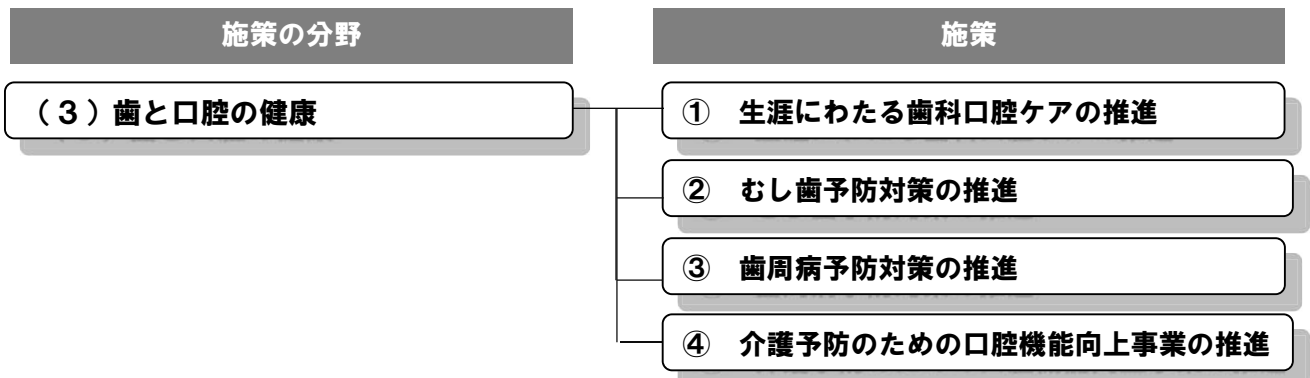 施策の分野
施策
（３）歯と口腔の健康
① 生涯にわたる歯科口腔ケアの推進
② むし歯予防対策の推進
③ 歯周病予防対策の推進
④ 介護予防のための口腔機能向上事業の推進